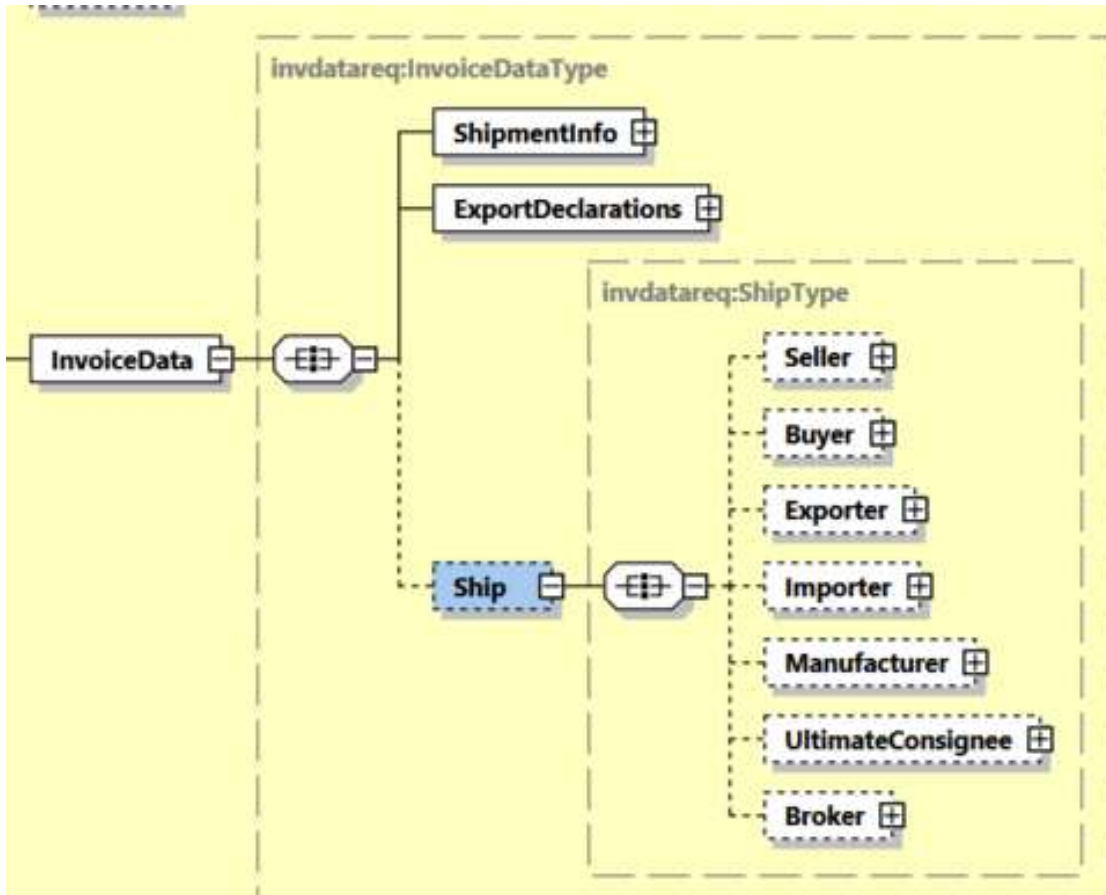 invdatareq:InvoiceDataType
ShipmentInfo
ExportDeclarations
invdatareq:ShipType
InvoiceData
Seller
Buyer
Exporter
Ship
Importer
Manufacturer
UltimateConsignee
Broker